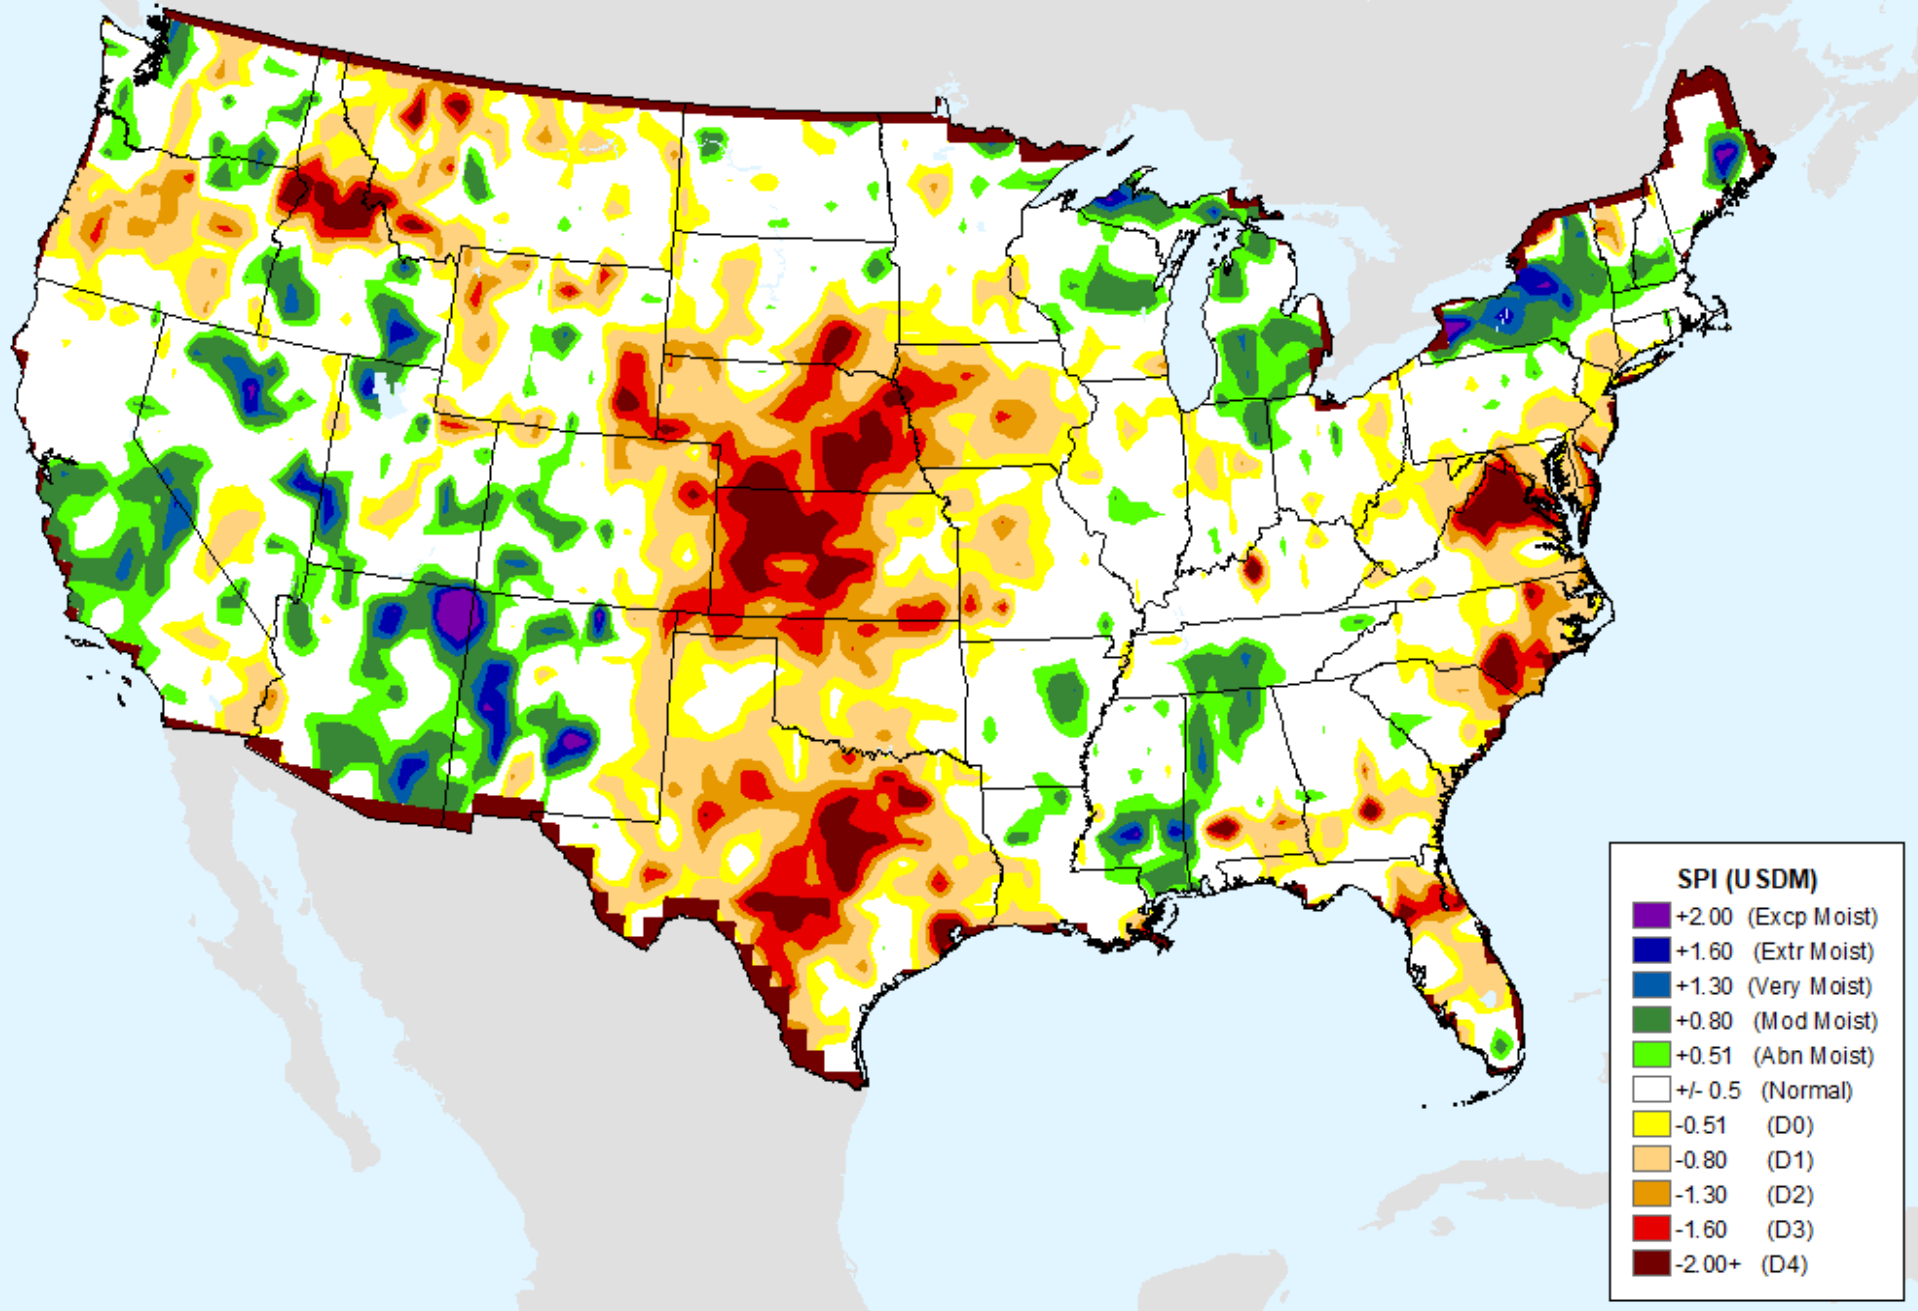 SPI (USDM)
+2.00 (Excp Moist)
+1.60 (Extr Moist)
+1.30 (Very Moist)
+0.80 (Mod Moist)
+0.51 (Abn Moist)
+/- 0.5 (Normal)
-0.51 (D0)
-0.80 (D1)
-1.30 (D2)
-1.60 (D3)
-2.00+ (D4)